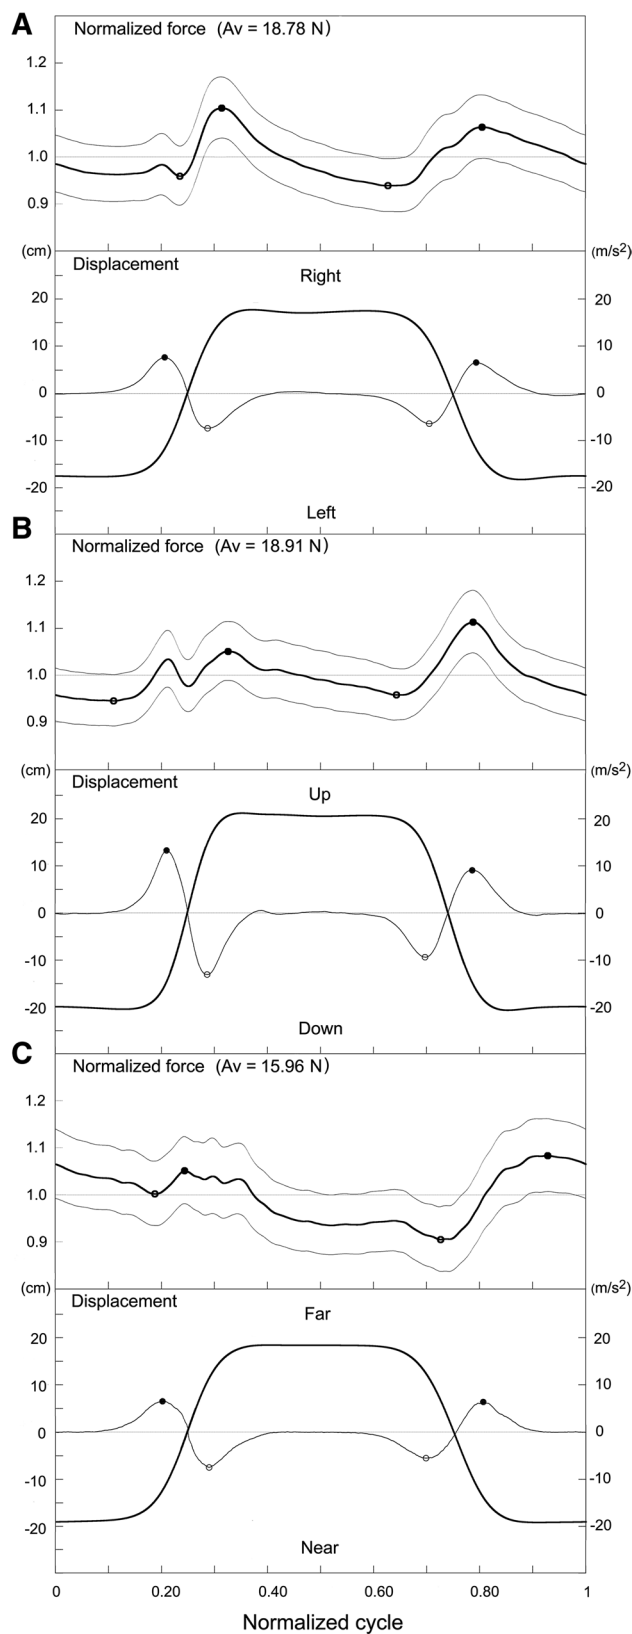 A
Normalized force (Av = 18.78 N)
1.2
1.1
1.0
0.9
(cm) (m/s2)
Displacement
Right
20 20
10 10
0 0
-10 -10
-20 -20
Left
B
Normalized force (Av = 18.91 N)
1.2
1.1
1.0
0.9
(cm) (m/s2)
Displacement
Up
20 20
10 10
0 0
-10 -10
-20 -20
Down
C
Normalized force (Av = 15.96 N)
1.2
1.1
1.0
0.9
(cm) (m/s2)
Displacement
Far
20 20
10 10
0 0
-10 -10
-20 -20
Near
0 0.20 0.40 0.60 0.80 1
Normalized cycle